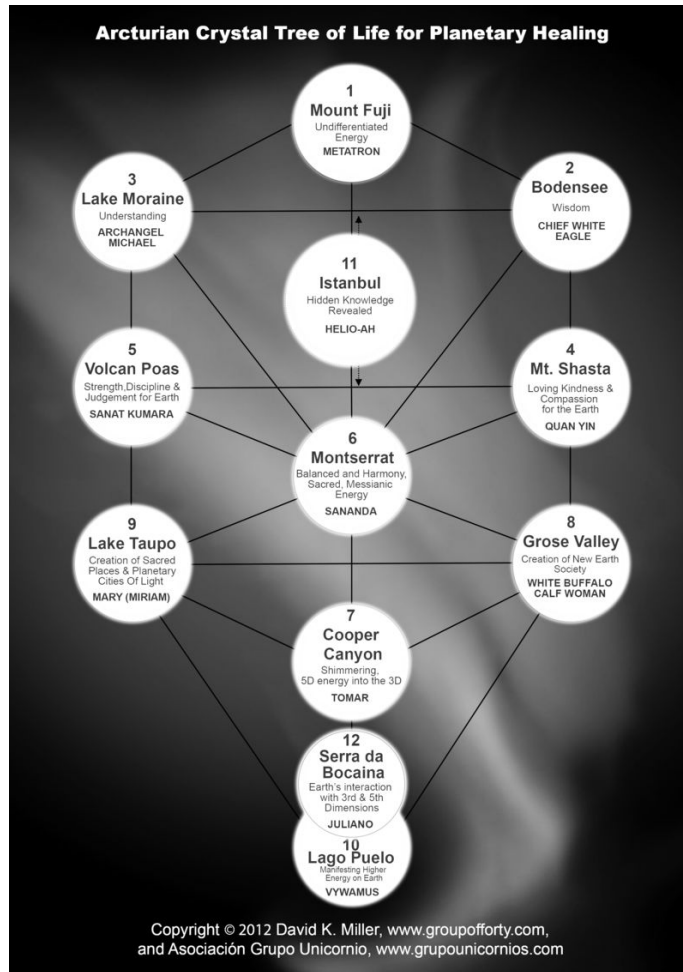 Arcturian Crystal Tree of Life for Planetary Healing
1
Mount Fuji
Undifferentiated
Energy
METATRON
3
Lake Moraine
Understanding
ARCHANGEL
MICHAEL
2
Bodensee
Wisdom
CHIEF WHITE
EAGLE
11
Istanbul
Hidden Knowledge
Revealed
HELIO-AH
5
Volcan Poas
Strength,Discipline &
Judgement for Earth
SANAT KUMARA
4
Mt. Shasta
Loving Kindness &
Compassion
for the Earth
QUAN YIN
6
Montserrat
Balanced and Harmony,
Sacred, Messianic
Energy
SANANDA
9
Lake Taupo
Creation of Sacred
Places & Planetary
Cities Of Light
MARY (MIRIAM)
8
Grose Valley
Creation of New Earth
Society
WHITE BUFFALO
CALF WOMAN
7
Cooper
Canyon
Shimmering,
5D energy into the 3D
TOMAR
12
Serra da
Bocaina
Earth's interaction
with 3rd & 5th
Dimensions
JULIANO
10
Lago Puelo
Manifesting Higher
Energy on Earth
VYWAMUS
Copyright © 2012 David K. Miller, www.groupofforty.com,
and Asociación Grupo Unicornio, www.grupounicornios.com